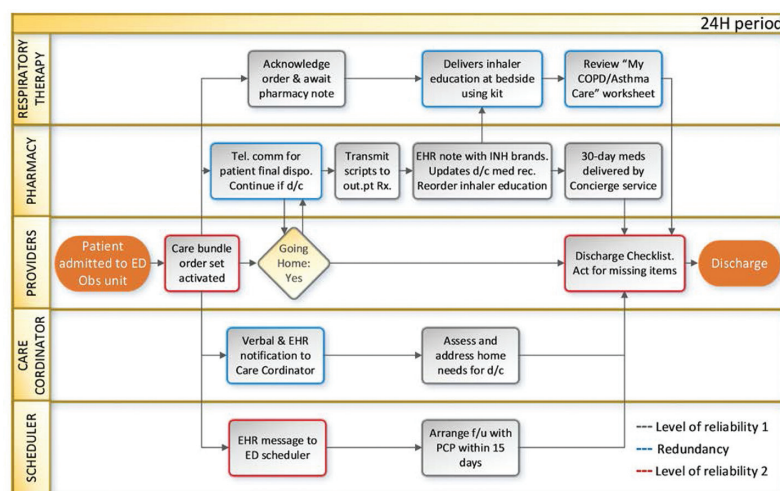 24H period
RESPIRATORY
THERAPY
Acknowledge
order & await
pharmacy note
Delivers inhaler
education at bedside
using kit
Review “My
COPD/Asthma
Care” worksheet
PHARMACY
Tel. comm for
patient final dispo.
Continue if d/c
Transmit
scripts to
out.pt Rx.
EHR note with INH brands.
Updates d/c med rec.
Reorder inhaler education
30-day meds
delivered by
Concierge service
PROVIDERS
Patient
admitted to ED
Obs unit
Care bundle
order set
activated
Going
Home:
Yes
Discharge Checklist.
Act for missing items
Discharge
CARE
CORDINATOR
Verbal & EHR
notification to
Care Cordinator
Assess and
address home
needs for d/c
SCHEDULER
EHR message to
ED scheduler
Arrange f/u with
PCP within 15
days
Level of reliability 1
Redundancy
Level of reliability 2